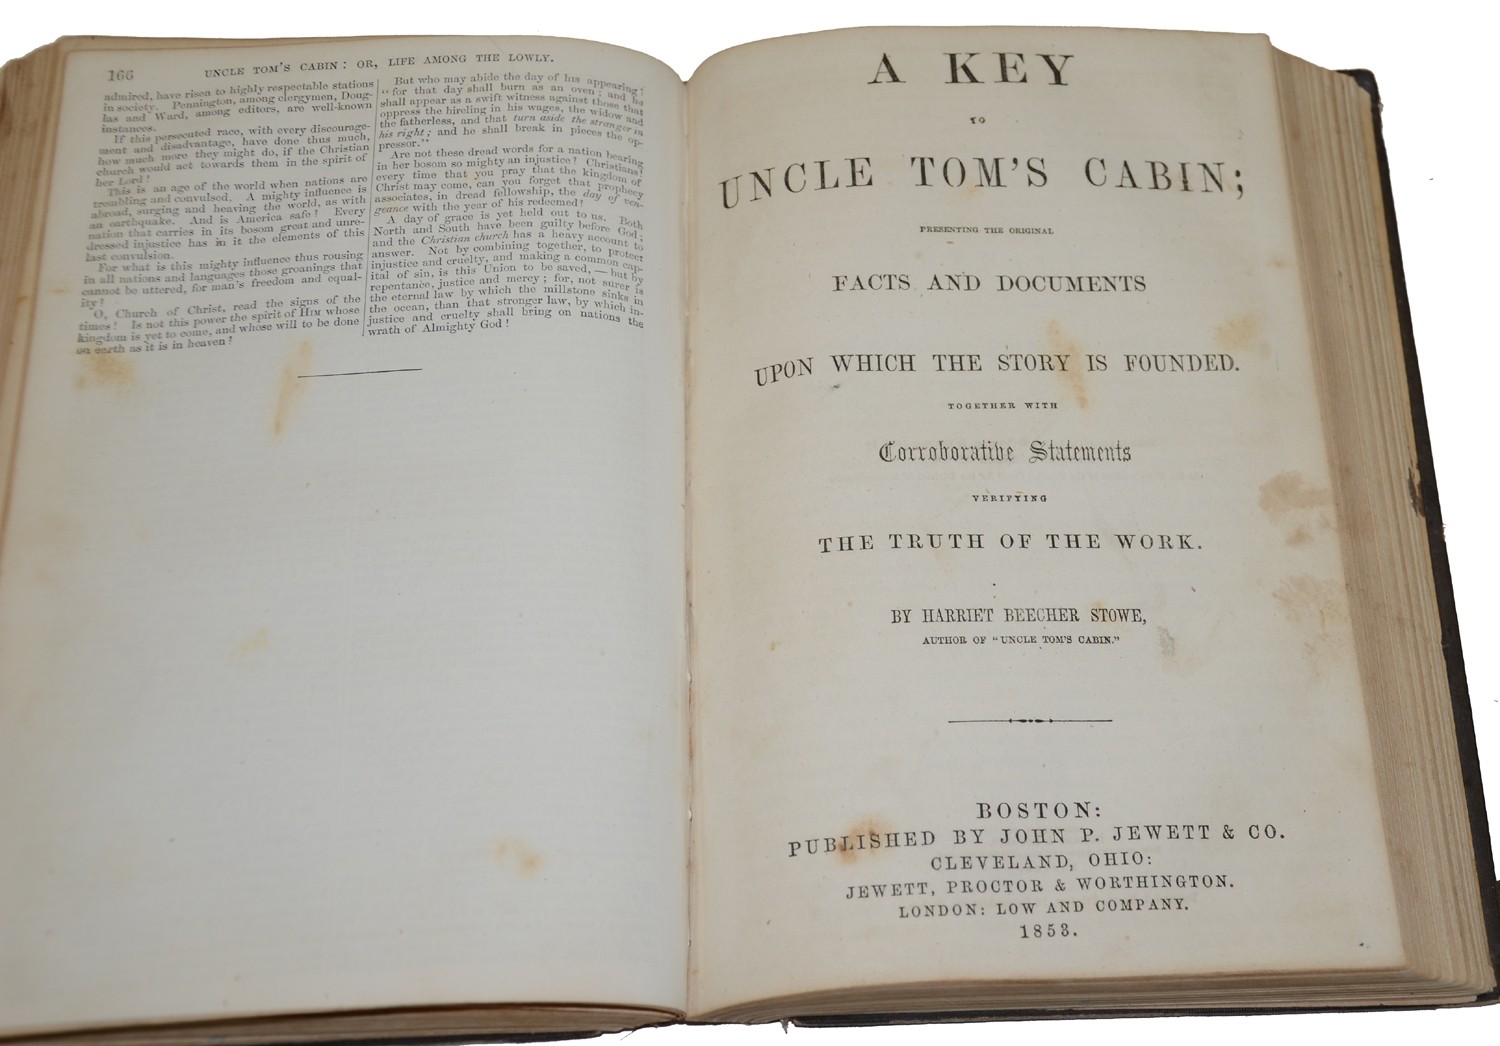 166 UNCLE TOM'S CABIN: OR, LIFE AMONG THE LOWLY.
admired, have risen to highly respectable stations
in society. Pennington, among clergymen, Doug-
las and Ward, among editors, are well-known
instances.
If this persecuted race, with every discourage-
ment and disadvantage, have done thus much,
how much more they might do, if the Christian
church would act towards them in the spirit of
her Lord!
This is an age of the world when nations are
trembling and convulsed. A mighty influence is
abroad, surging and heaving the world, as with
an earthquake. And is America safe? Every
nation that carries in its bosom great and unre-
dressed injustice has in it the elements of this
last convulsion.
For what is this mighty influence thus rousing
in all nations and languages those groanings that
cannot be uttered, for man's freedom and equal-
ity?
O, Church of Christ, read the signs of the
times! Is not this power the spirit of HIM whose
kingdom is yet to come, and whose will to be done
on earth as it is in heaven?
But who may abide the day of his appearing?
"for that day shall burn as an oven; and he
shall appear as a swift witness against those that
oppress the hireling in his wages, the widow and
the fatherless, and that turn aside the stranger in
his right; and he shall break in pieces the op-
pressor."
Are not these dread words for a nation bearing
in her bosom so mighty an injustice? Christians!
every time that you pray that the kingdom of
Christ may come, can you forget that prophecy
associates, in dread fellowship, the day of ven-
geance with the year of his redeemed?
A day of grace is yet held out to us. Both
North and South have been guilty before God;
and the Christian church has a heavy account to
answer. Not by combining together, to protect
injustice and cruelty, and making a common cap-
ital of sin, is this Union to be saved, — but by
repentance, justice and mercy; for, not surer is
the eternal law by which the millstone sinks in
the ocean, than that stronger law, by which in-
justice and cruelty shall bring on nations the
wrath of Almighty God!
A KEY
TO
UNCLE TOM'S CABIN;
PRESENTING THE ORIGINAL
FACTS AND DOCUMENTS
UPON WHICH THE STORY IS FOUNDED.
TOGETHER WITH
Corroborative Statements
VERIFYING
THE TRUTH OF THE WORK.
BY HARRIET BEECHER STOWE,
AUTHOR OF "UNCLE TOM'S CABIN."
BOSTON:
PUBLISHED BY JOHN P. JEWETT & CO.
CLEVELAND, OHIO:
JEWETT, PROCTOR & WORTHINGTON.
LONDON: LOW AND COMPANY.
1853.